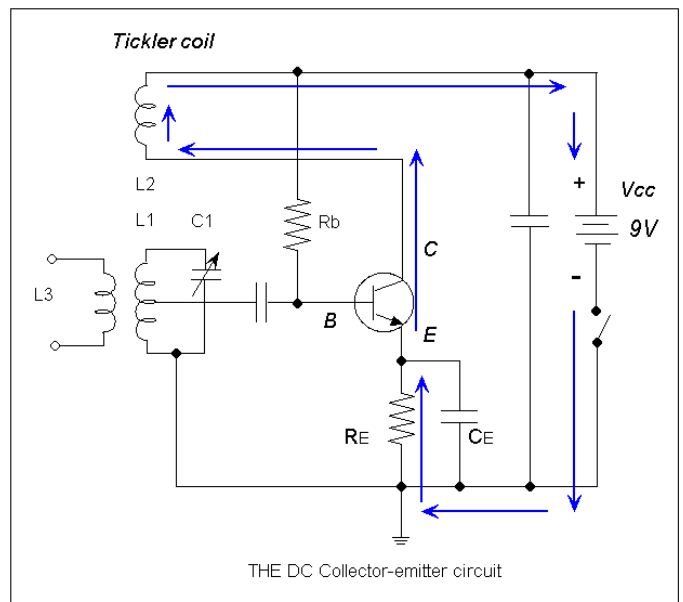 Tickler coil
L2
L1
C1
Rb
L3
B
C
E
+
Vcc
9V
-
RE
CE
THE DC Collector-emitter circuit